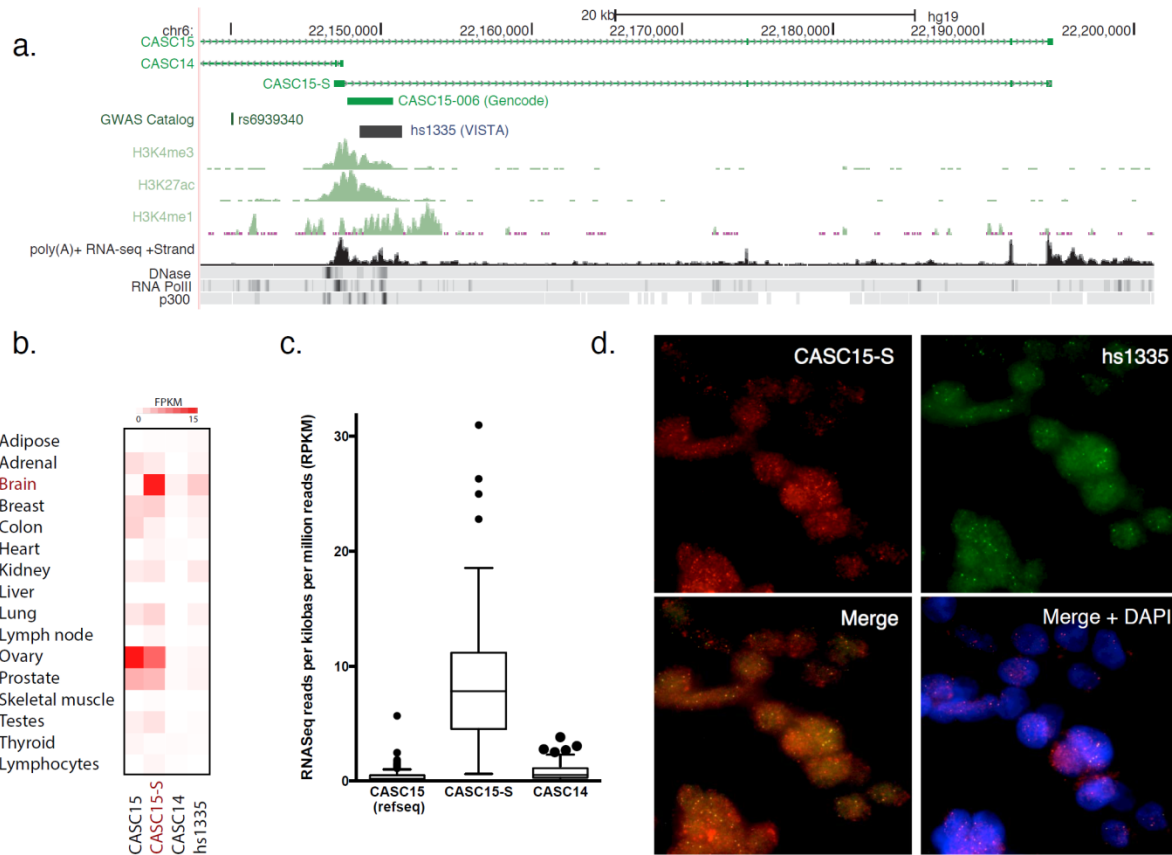 a.
20 kb hg19
chr6: 22,150,000 22,160,000 22,170,000 22,180,000 22,190,000 22,200,000
CASC15
CASC14
CASC15-S
CASC15-006 (Gencode)
GWAS Catalog rs6939340
hs1335 (VISTA)
H3K4me3
H3K27ac
H3K4me1
poly(A)+ RNA-seq +Strand
DNase
RNA PolII
p300
b.
FPKM
0 15
Adipose
Adrenal
Brain
Breast
Colon
Heart
Kidney
Liver
Lung
Lymph node
Ovary
Prostate
Skeletal muscle
Testes
Thyroid
Lymphocytes
CASC15
CASC15-S
CASC14
hs1335
c.
RNASeq reads per kilobas per million reads (RPKM)
30
20
10
0
CASC15
(refseq)
CASC15-S
CASC14
d.
CASC15-S
hs1335
Merge
Merge + DAPI